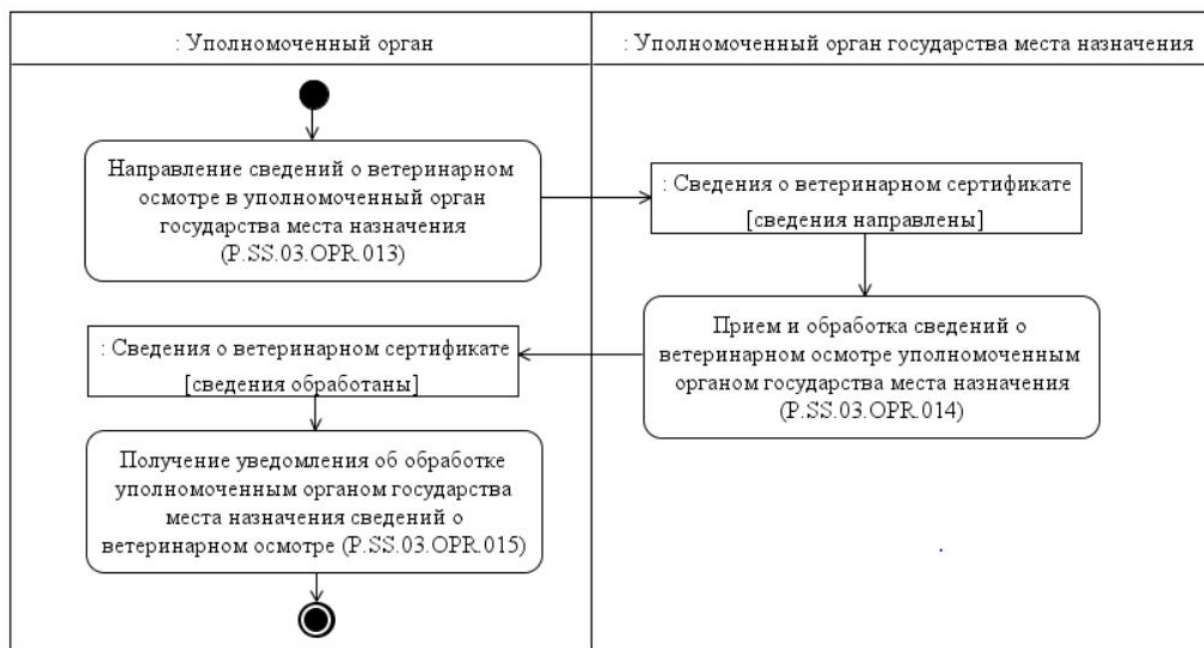 : Уполномоченный орган
: Уполномоченный орган государства места назначения
Направление сведений о ветеринарном
осмотре в уполномоченный орган
государства места назначения
(P.SS.03.OPR.013)
: Сведения о ветеринарном сертификате
[сведения направлены]
Прием и обработка сведений о
ветеринарном осмотре уполномоченным
органом государства места назначения
(P.SS.03.OPR.014)
: Сведения о ветеринарном сертификате
[сведения обработаны]
Получение уведомления об обработке
уполномоченным органом государства
места назначения сведений о
ветеринарном осмотре (P.SS.03.OPR.015)